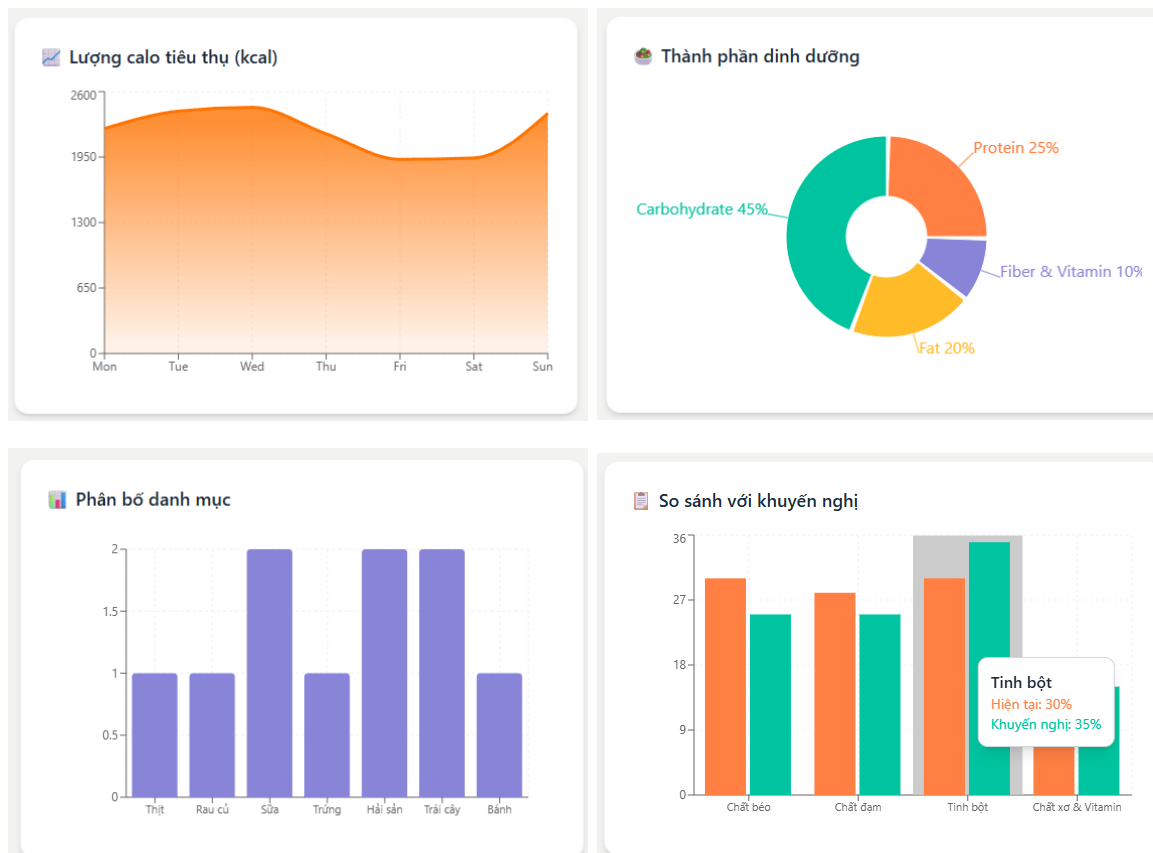 Lượng calo tiêu thụ (kcal)
2600
1950
1300
650
0
Mon Tue Wed Thu Fri Sat Sun
Thành phần dinh dưỡng
Protein 25%
Carbohydrate 45%
Fiber & Vitamin 10%
Fat 20%
Phân bố danh mục
2
1.5
1
0.5
0
Thịt Rau củ Sữa Trứng Hải sản Trái cây Bánh
So sánh với khuyến nghị
36
27
18
9
0
Tinh bột
Hiện tại: 30%
Khuyến nghị: 35%
Chất béo Chất đạm Tinh bột Chất xơ & Vitamin